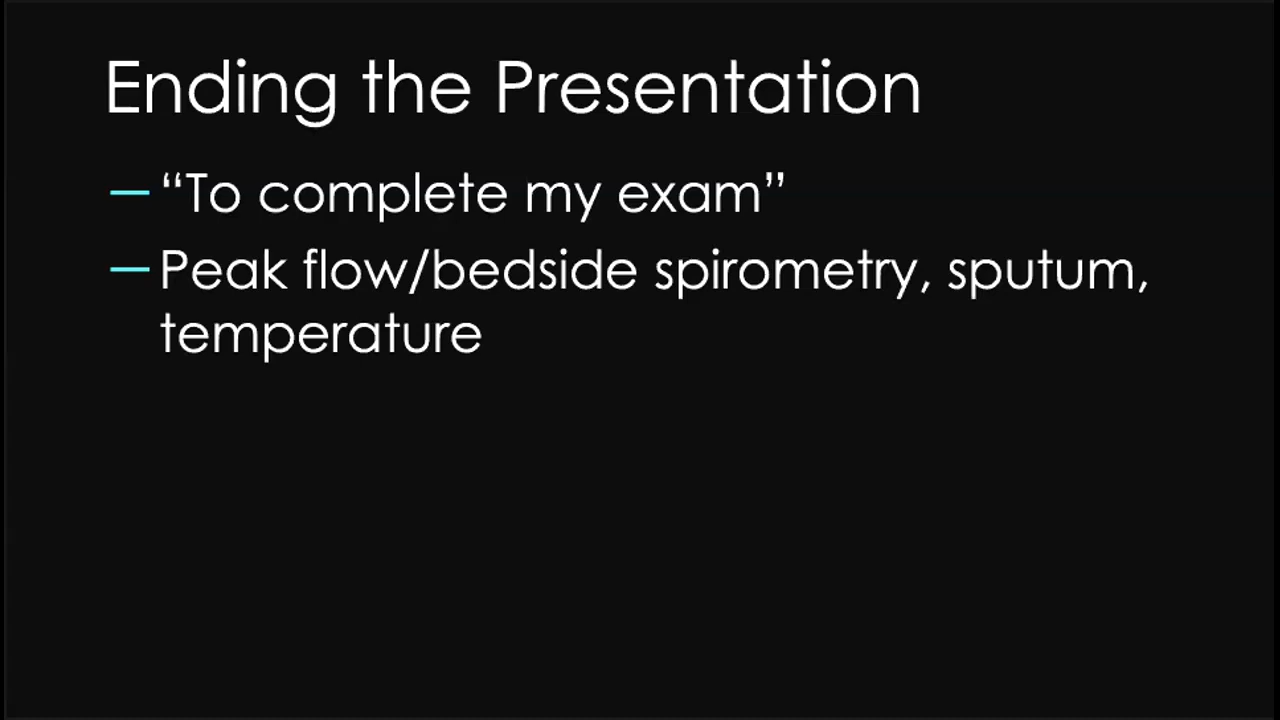 Ending the Presentation
— “To complete my exam”
— Peak flow/bedside spirometry, sputum,
temperature